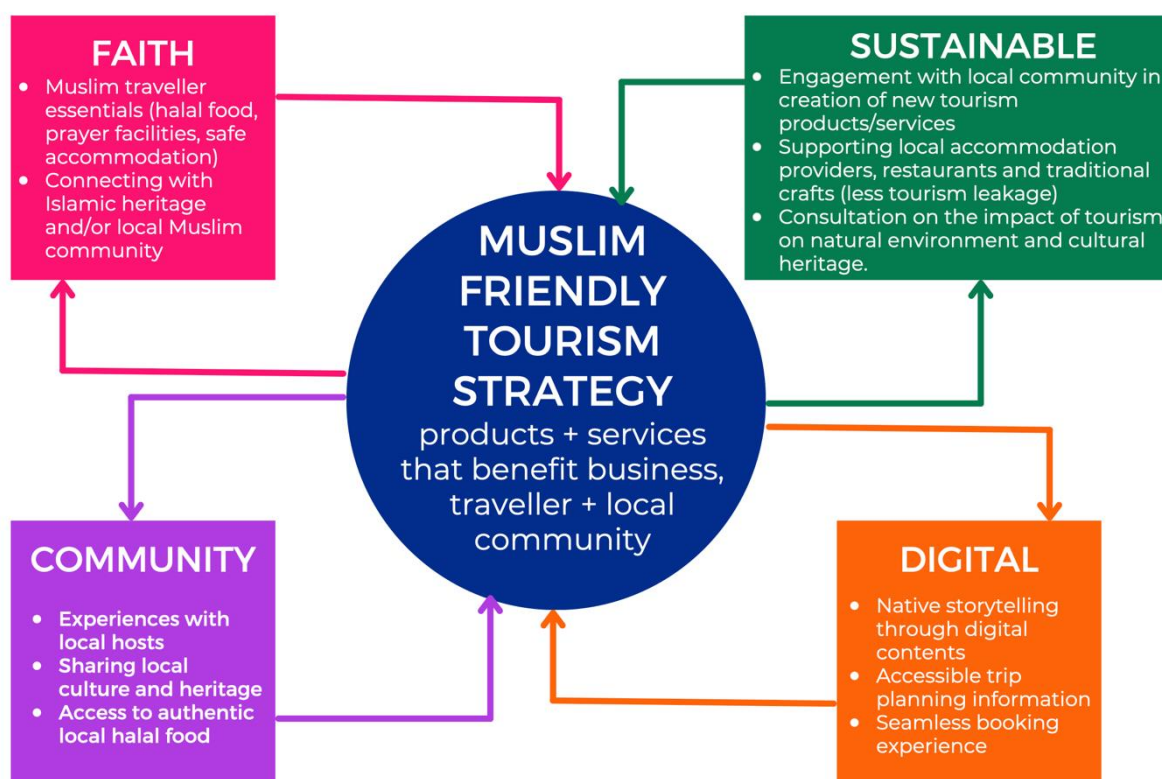 FAITH
• Muslim traveller
essentials (halal food,
prayer facilities, safe
accommodation)
• Connecting with
Islamic heritage
and/or local Muslim
community
SUSTAINABLE
• Engagement with local community in
creation of new tourism
products/services
• Supporting local accommodation
providers, restaurants and traditional
crafts (less tourism leakage)
• Consultation on the impact of tourism
on natural environment and cultural
heritage.
MUSLIM
FRIENDLY
TOURISM
STRATEGY
products + services
that benefit business,
traveller + local
community
COMMUNITY
• Experiences with
local hosts
• Sharing local
culture and heritage
• Access to authentic
local halal food
DIGITAL
• Native storytelling
through digital
contents
• Accessible trip
planning information
• Seamless booking
experience